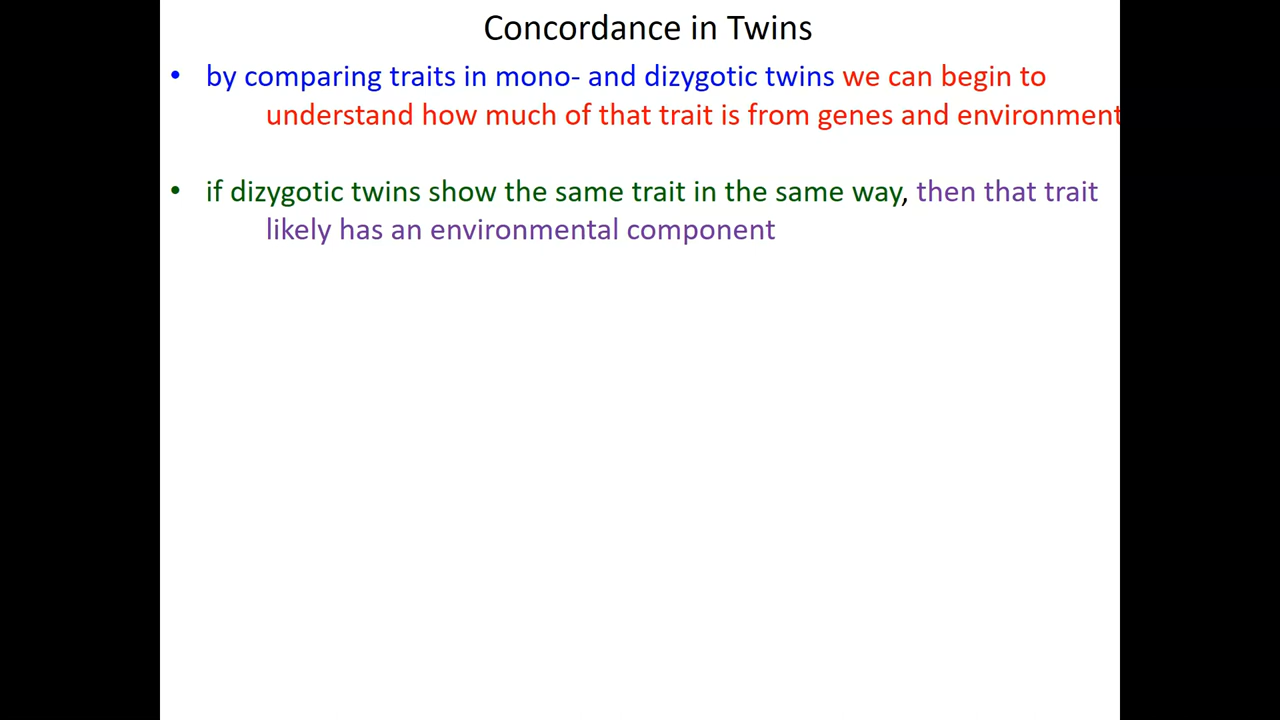 Concordance in Twins
• by comparing traits in mono- and dizygotic twins we can begin to
understand how much of that trait is from genes and environment
• if dizygotic twins show the same trait in the same way, then that trait
likely has an environmental component